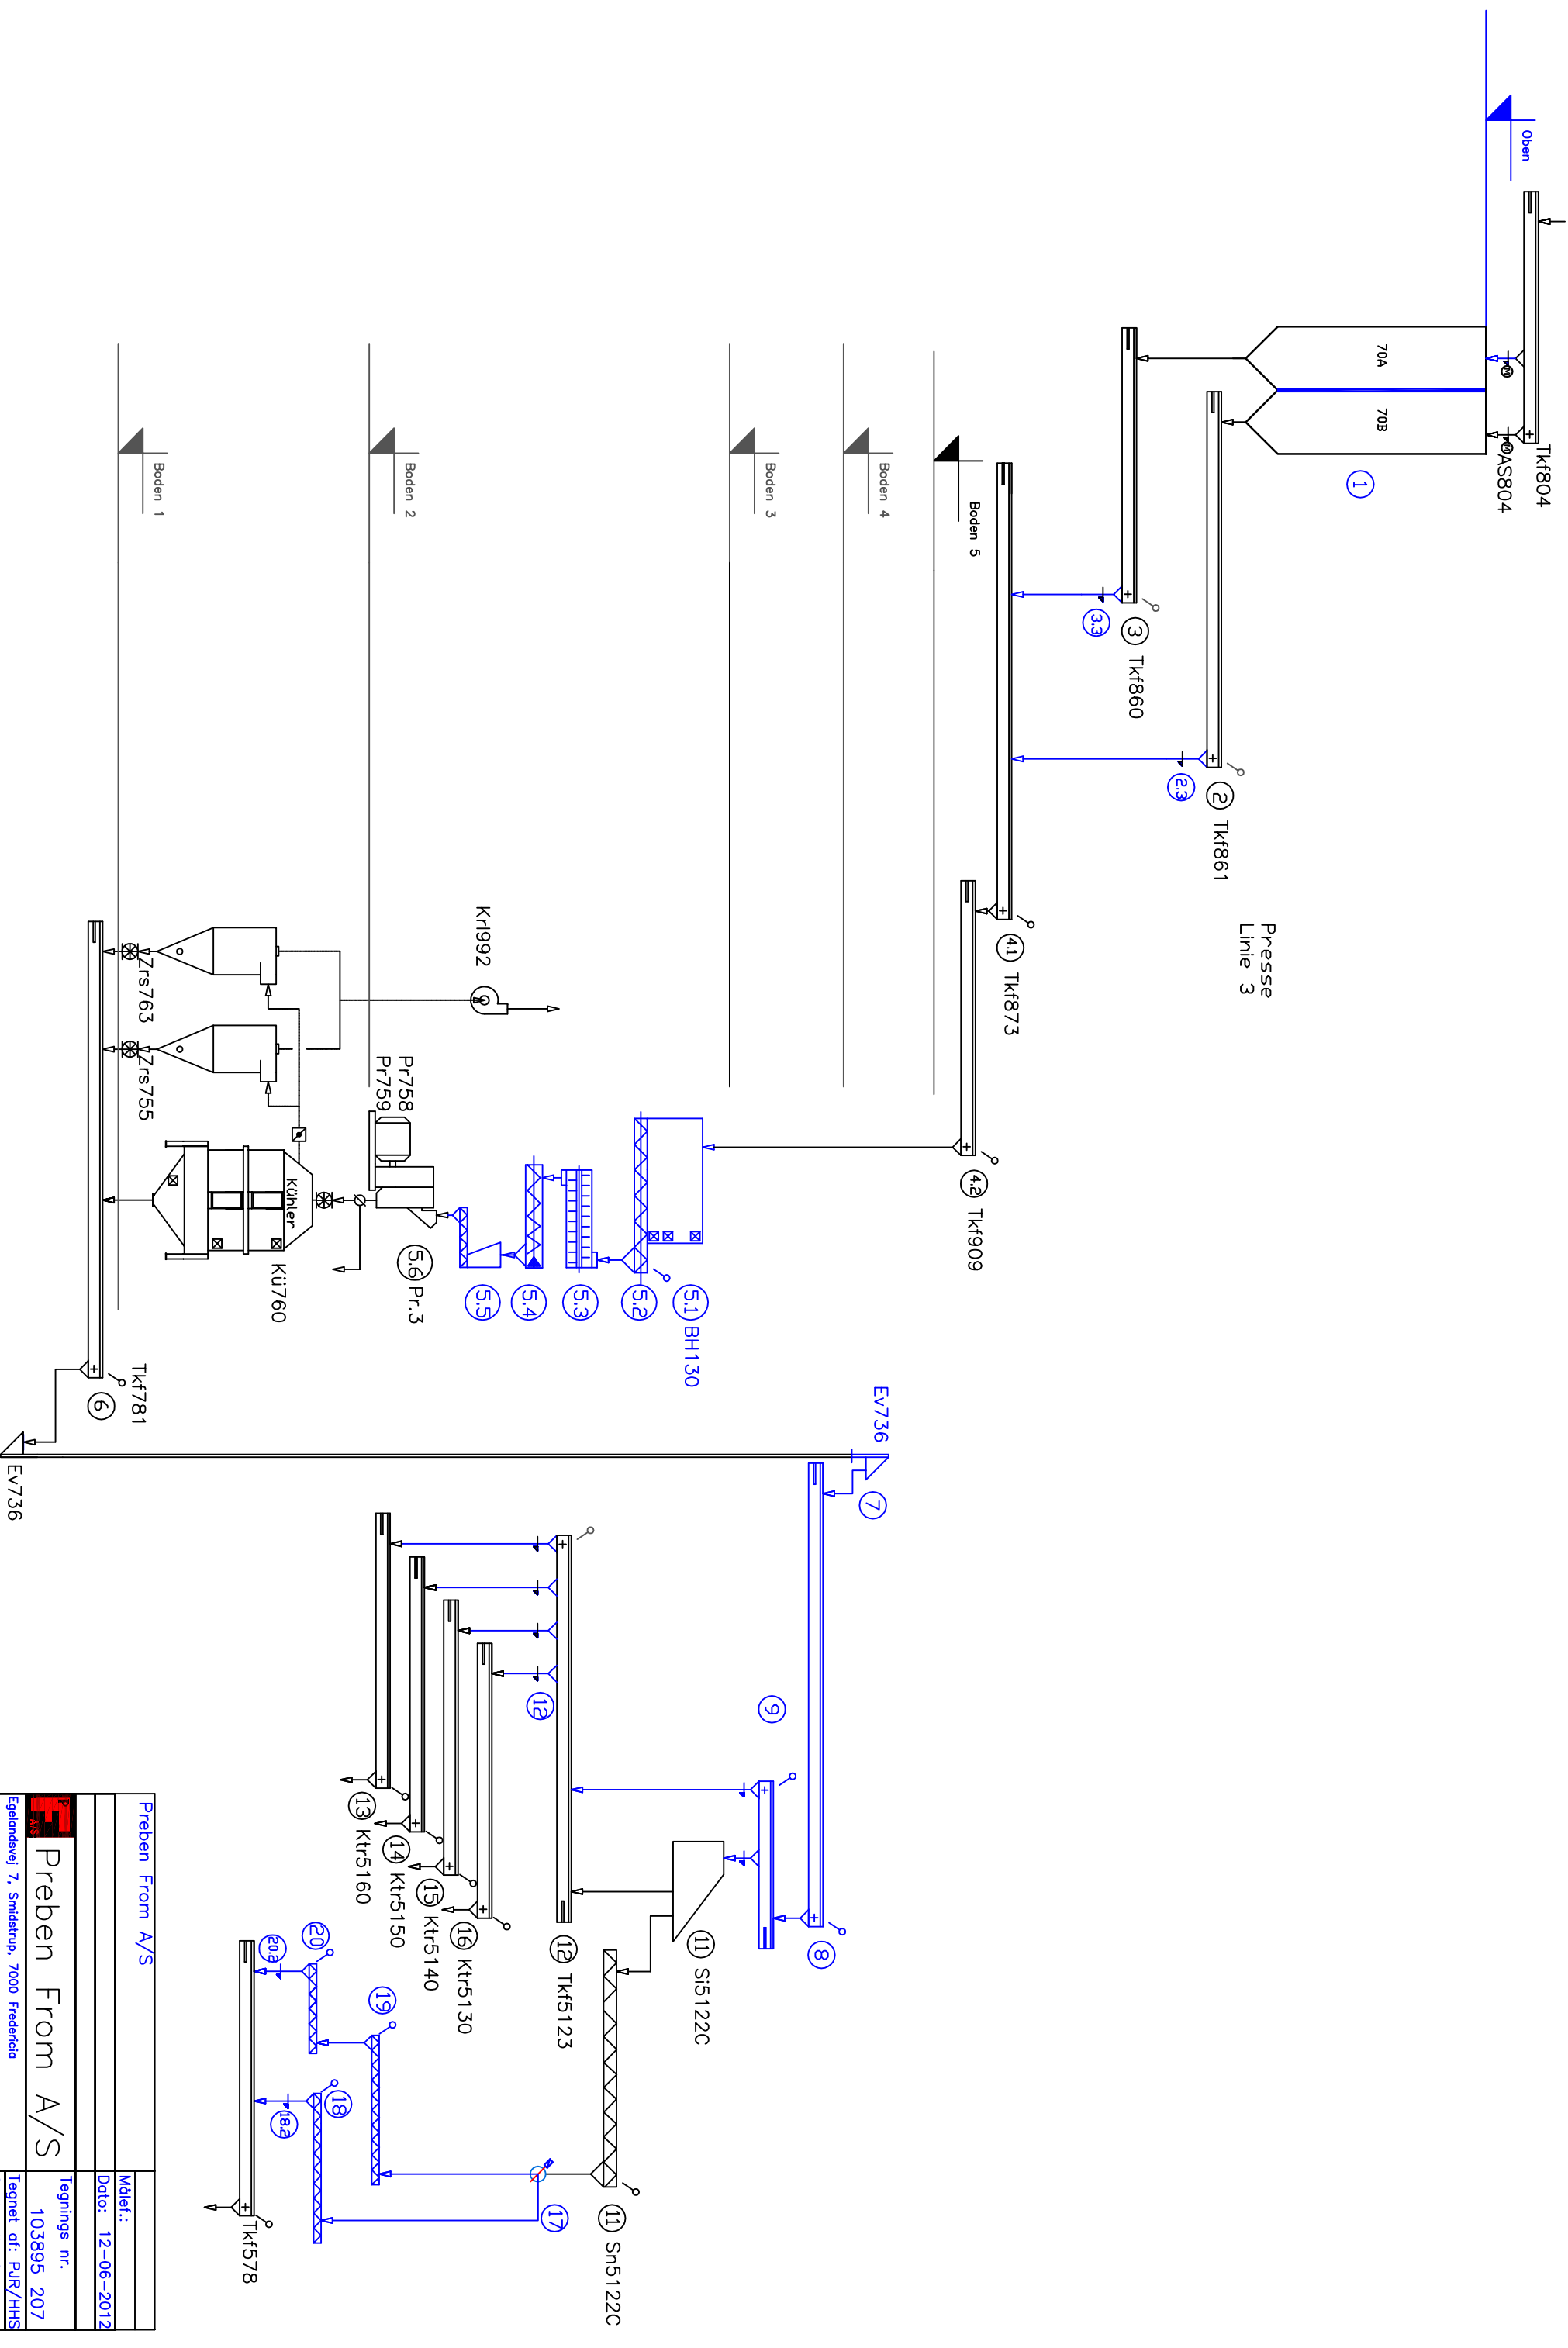 Oben
Tkf804
AS804
M
M
70A
70B
1
Presse
Linie 3
3
Tkf860
3.3
2
Tkf861
2.3
Boden 5
4.1
Tkf873
4.2
Tkf909
Boden 4
Boden 3
Boden 2
Boden 1
5.1
BH130
5.2
5.3
5.4
5.5
5.6
Pr.3
Pr758
Pr759
Krl992
Zrs763
Zrs755
Kühler
Kü760
Tkf781
6
Ev736
Ev736
7
8
9
11
Si5122C
11
Sn5122C
12
Tkf5123
12
16
Ktr5130
15
Ktr5140
14
Ktr5150
13
Ktr5160
17
18
18.2
19
20
20.2
Tkf578
Preben From A/S
Målef.:
Dato: 12-06-2012
Tegnings nr.
103895 207
Tegnet af: PJR/HHS
P
F
A/S
Preben From A/S
Egelandsvej 7, Smidstrup, 7000 Fredericia